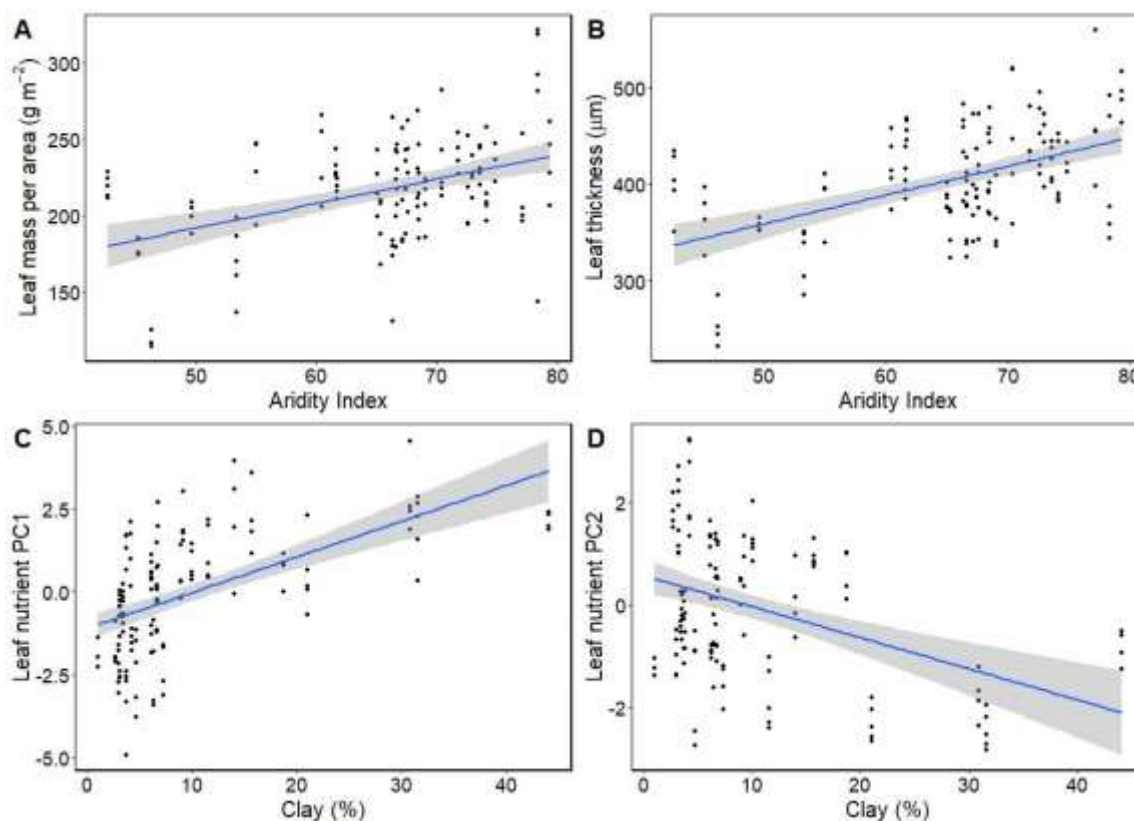 A
B
Leaf mass per area (g m⁻²)
300
250
200
150
50
60
70
80
Aridity Index
Leaf thickness (μm)
500
400
300
50
60
70
80
Aridity Index
C
D
Leaf nutrient PC1
5.0
2.5
0.0
-2.5
-5.0
0
10
20
30
40
Clay (%)
Leaf nutrient PC2
2
0
-2
0
10
20
30
40
Clay (%)